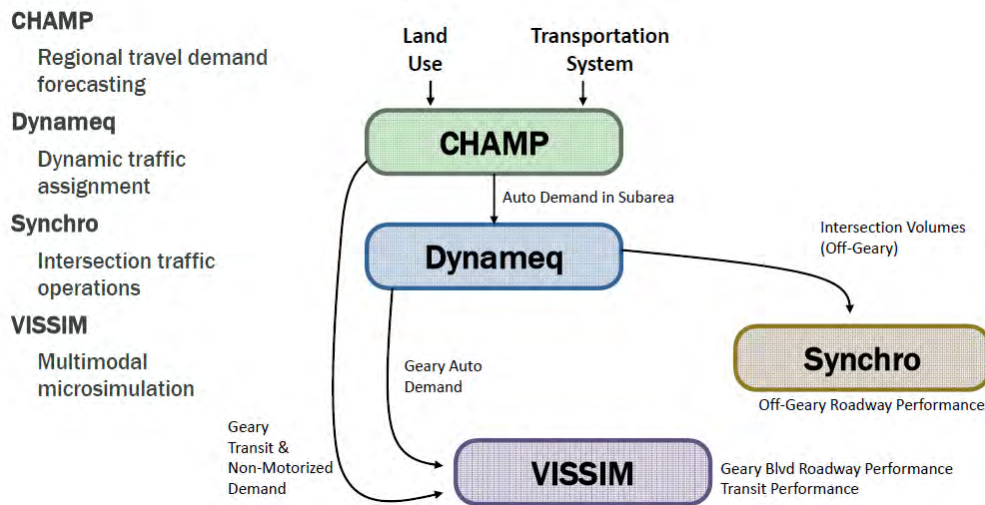 CHAMP
Regional travel demand
forecasting
Dynameq
Dynamic traffic
assignment
Synchro
Intersection traffic
operations
VISSIM
Multimodal
microsimulation
Land
Use
Transportation
System
CHAMP
Auto Demand in Subarea
Dynameq
Intersection Volumes
(Off-Geary)
Geary Auto
Demand
Synchro
Off-Geary Roadway Performance
Geary
Transit &
Non-Motorized
Demand
VISSIM
Geary Blvd Roadway Performance
Transit Performance